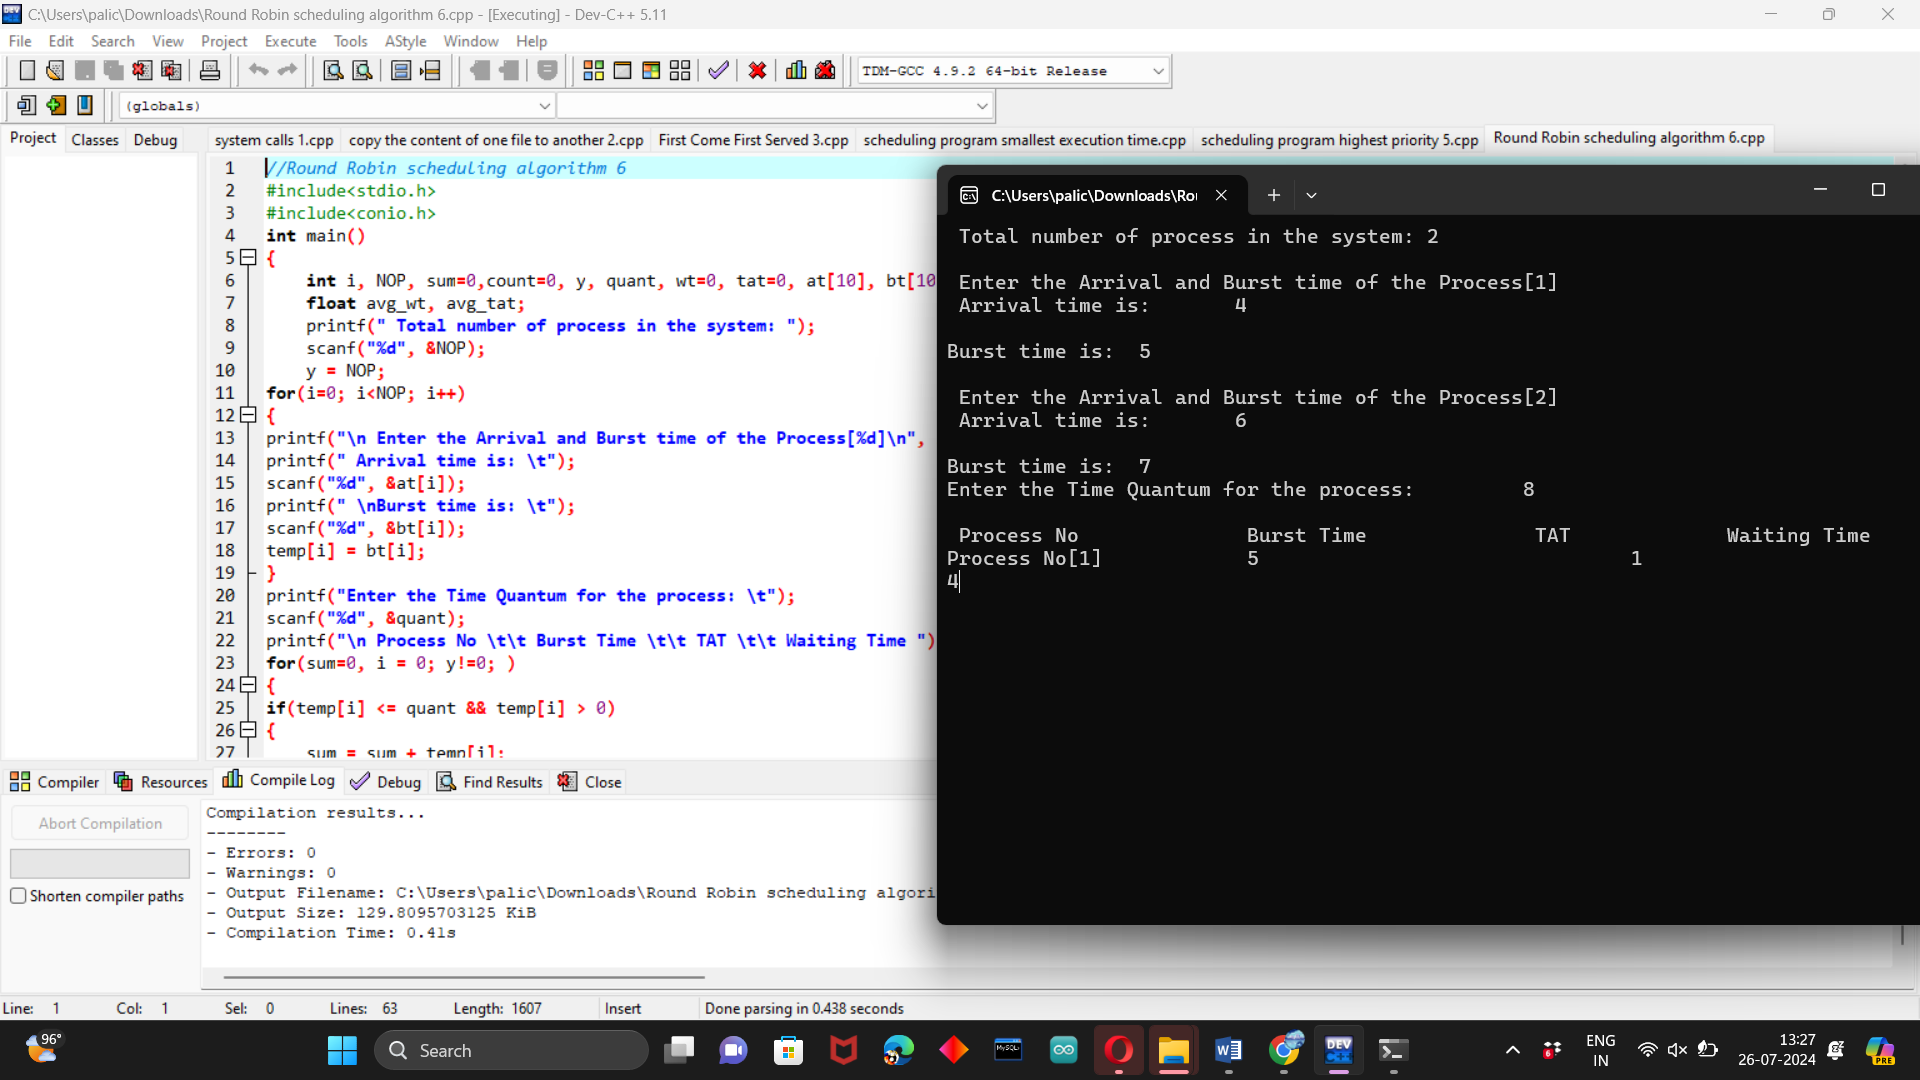 C:\Users\palic\Downloads\Round Robin scheduling algorithm 6.cpp - [Executing] - Dev-C++ 5.11
File Edit Search View Project Execute Tools AStyle Window Help
TDM-GCC 4.9.2 64-bit Release
(globals)
Project Classes Debug
system calls 1.cpp copy the content of one file to another 2.cpp First Come First Served 3.cpp scheduling program smallest execution time.cpp scheduling program highest priority 5.cpp Round Robin scheduling algorithm 6.cpp
1 //Round Robin scheduling algorithm 6
2 #include<stdio.h>
3 #include<conio.h>
4 int main()
5 {
6 int i, NOP, sum=0,count=0, y, quant, wt=0, tat=0, at[10], bt[10
7 float avg_wt, avg_tat;
8 printf(" Total number of process in the system: ");
9 scanf("%d", &NOP);
10 y = NOP;
11 for(i=0; i<NOP; i++)
12 {
13 printf("\n Enter the Arrival and Burst time of the Process[%d]\n",
14 printf(" Arrival time is: \t");
15 scanf("%d", &at[i]);
16 printf(" \nBurst time is: \t");
17 scanf("%d", &bt[i]);
18 temp[i] = bt[i];
19 }
20 printf("Enter the Time Quantum for the process: \t");
21 scanf("%d", &quant);
22 printf("\n Process No \t\t Burst Time \t\t TAT \t\t Waiting Time ")
23 for(sum=0, i = 0; y!=0; )
24 {
25 if(temp[i] <= quant && temp[i] > 0)
26 {
27 sum = sum + temp[i];
C:\Users\palic\Downloads\Rou
Total number of process in the system: 2
Enter the Arrival and Burst time of the Process[1]
Arrival time is: 4
Burst time is: 5
Enter the Arrival and Burst time of the Process[2]
Arrival time is: 6
Burst time is: 7
Enter the Time Quantum for the process: 8
Process No Burst Time TAT Waiting Time
Process No[1] 5 1
4
Compiler Resources Compile Log Debug Find Results Close
Abort Compilation
Shorten compiler paths
Compilation results...
--------
- Errors: 0
- Warnings: 0
- Output Filename: C:\Users\palic\Downloads\Round Robin scheduling algori
- Output Size: 129.8095703125 KiB
- Compilation Time: 0.41s
Line: 1 Col: 1 Sel: 0 Lines: 63 Length: 1607 Insert Done parsing in 0.438 seconds
96°
Search
MySQL
DEV
ENG
IN
13:27
26-07-2024
PRE